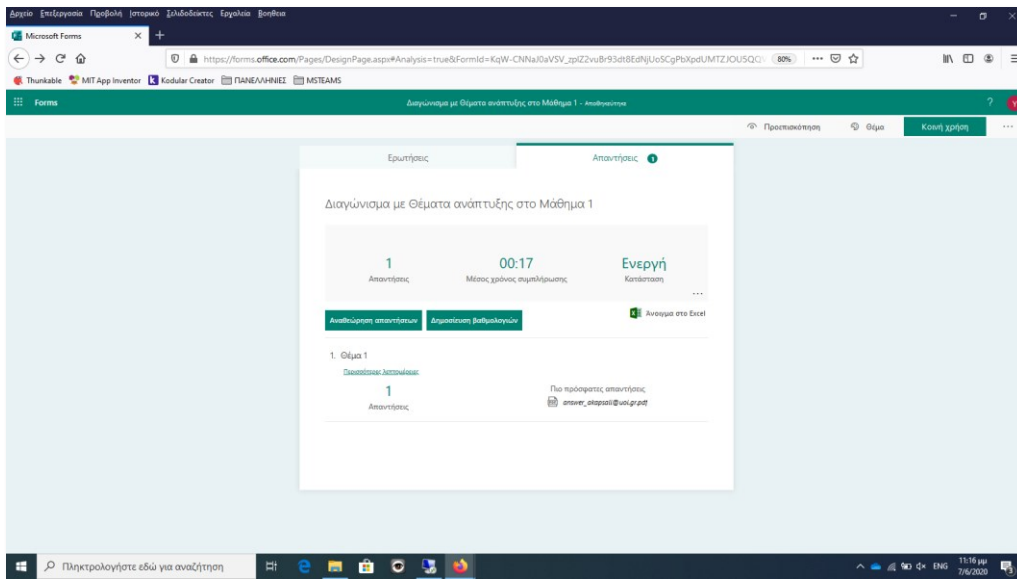 Αρχείο Επεξεργασία Προβολή Ιστορικό Σελιδοδείκτες Εργαλεία Βοήθεια
Microsoft Forms
https://forms.office.com/Pages/DesignPage.aspx#Analysis=true&FormId=
80%
Thunkable MIT App Inventor Kodular Creator ΠΑΝΕΛΛΗΝΙΕΣ MSTEAMS
Forms
Διαγώνισμα με Θέματα ανάπτυξης στο Μάθημα 1 - Αποθηκεύτηκε
?
Προεπισκόπηση Θέμα Κοινή χρήση
Ερωτήσεις Απαντήσεις 1
Διαγώνισμα με Θέματα ανάπτυξης στο Μάθημα 1
1 00:17 Ενεργή
Απαντήσεις Μέσος χρόνος συμπλήρωσης Κατάσταση
Αναθεώρηση απαντήσεων Δημοσίευση βαθμολογιών Άνοιγμα στο Excel
1. Θέμα 1
Περισσότερες λεπτομέρειες
1
Απαντήσεις
Πιο πρόσφατες απαντήσεις
answer_akapsali@uoi.gr.pdf
Πληκτρολογήστε εδώ για αναζήτηση
ENG
11:16 μμ
7/6/2020